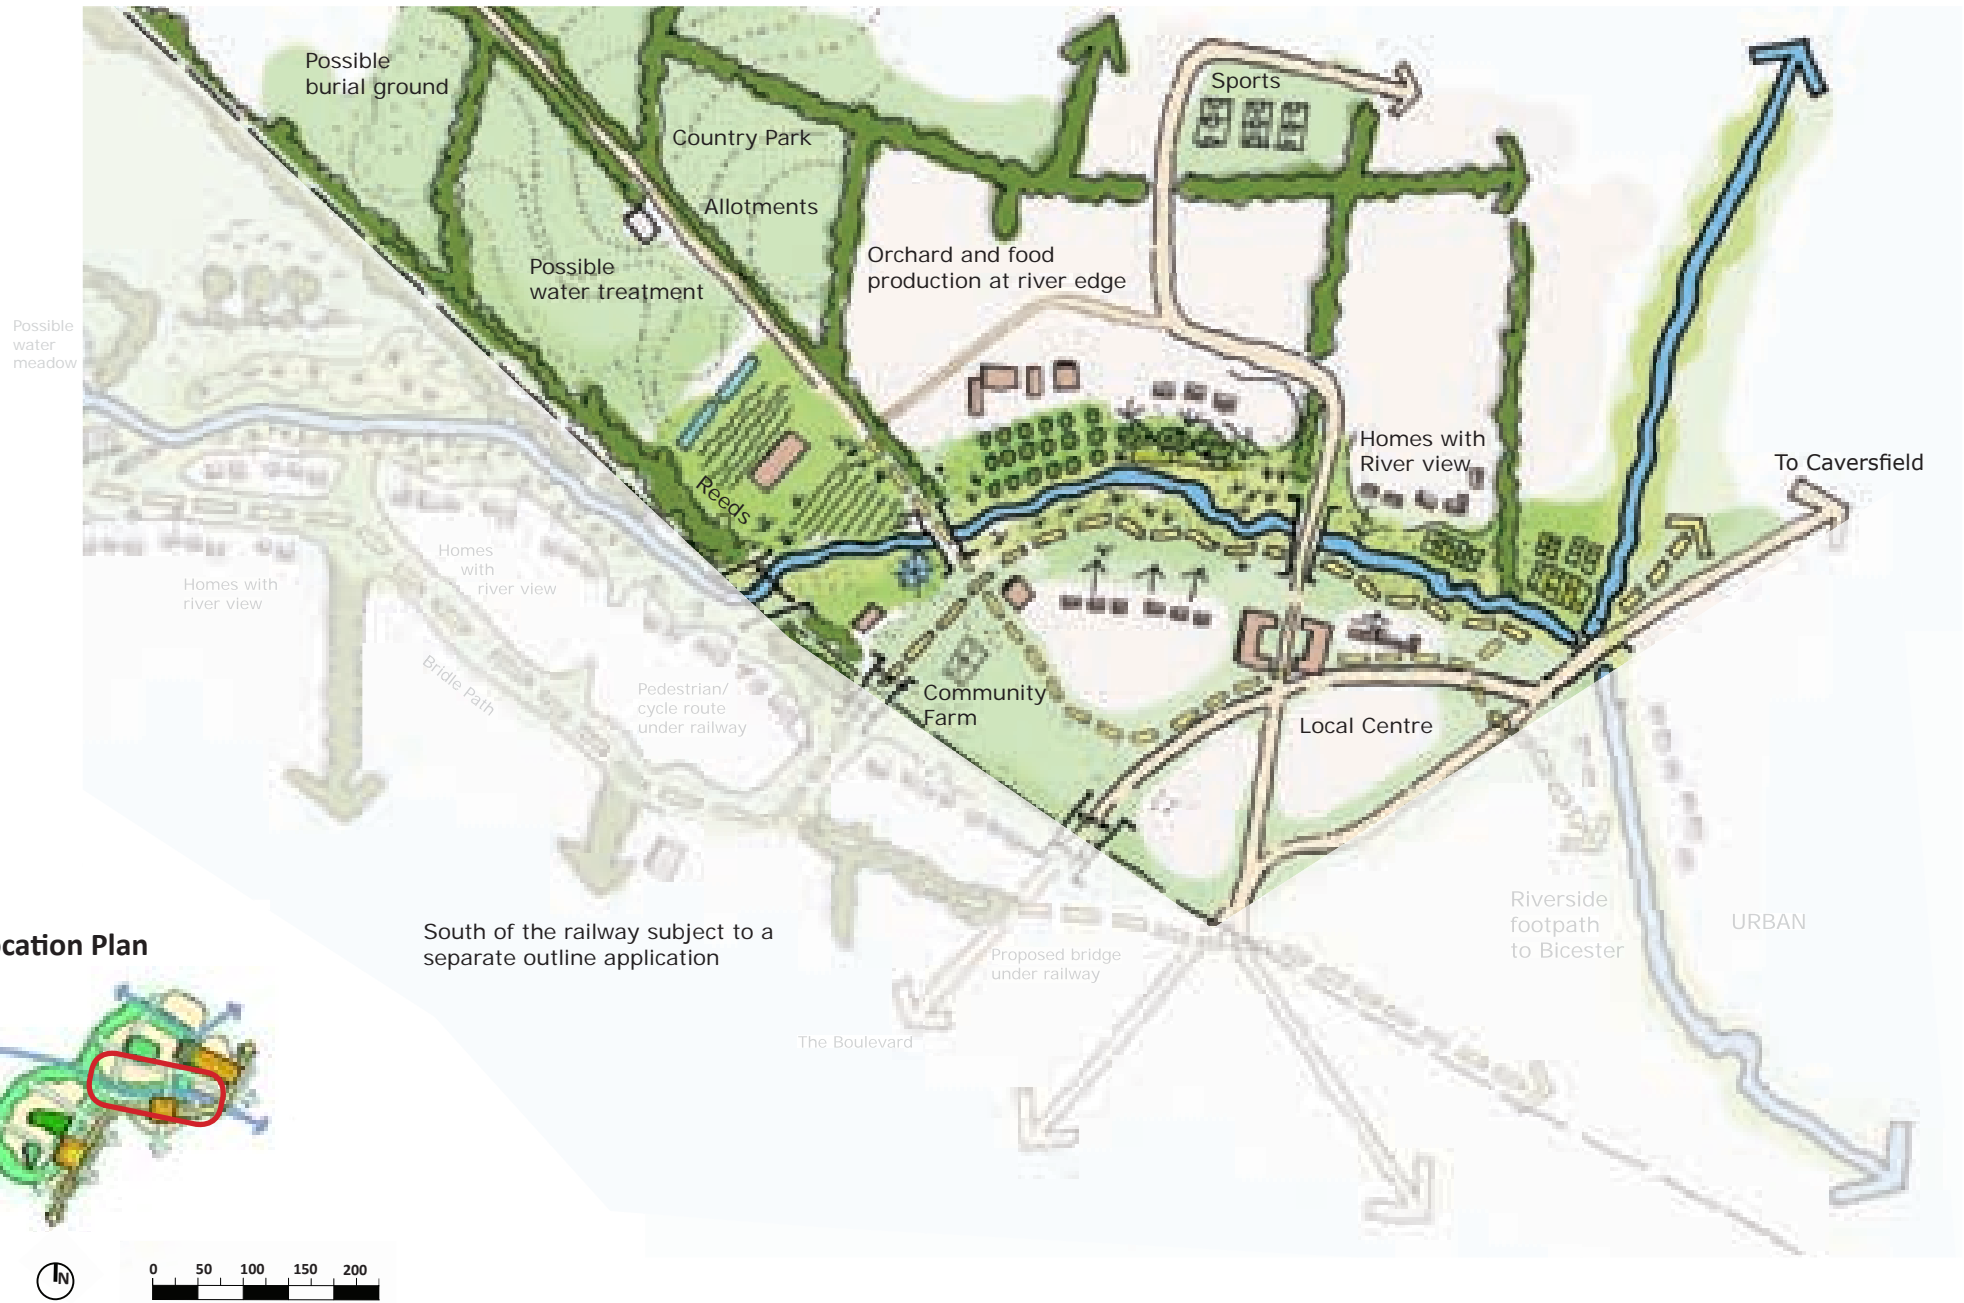 Possible
burial ground
Sports
Country Park
Allotments
Orchard and food
production at river edge
Possible
water treatment
Possible
water
meadow
Homes with
River view
To Caversfield
Reeds
Homes
with
river view
Homes with
river view
Bridle Path
Pedestrian/
cycle route
under railway
Community
Farm
Local Centre
Riverside
footpath
to Bicester
URBAN
South of the railway subject to a
separate outline application
Proposed bridge
under railway
The Boulevard
ocation Plan
N
0 50 100 150 200